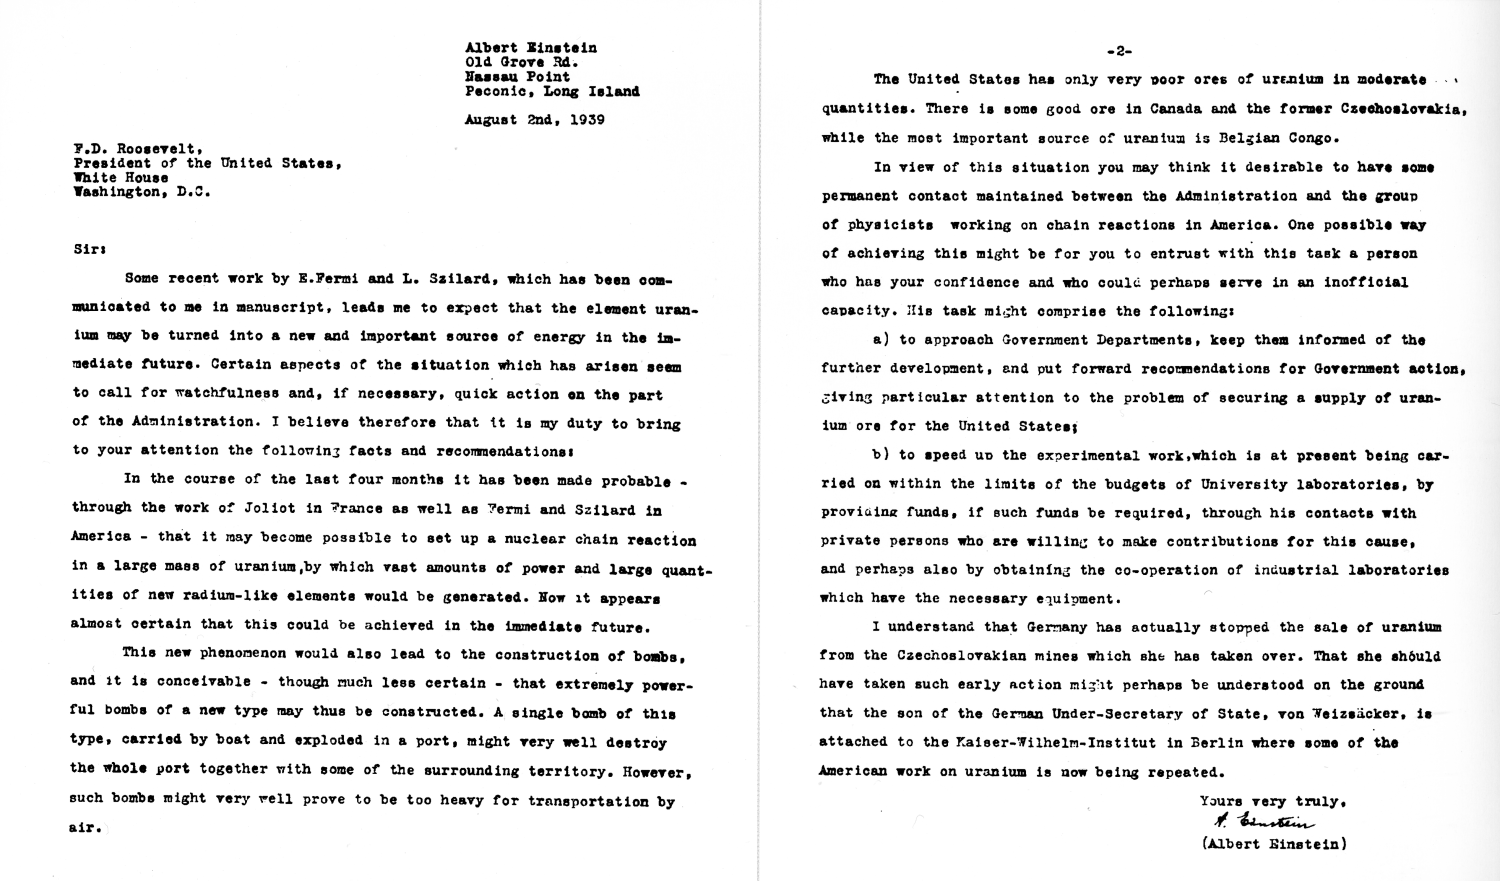 Albert Einstein
Old Grove Rd.
Nassau Point
Peconic, Long Island
August 2nd, 1939
F.D. Roosevelt,
President of the United States,
White House
Washington, D.C.
Sir:
Some recent work by E.Fermi and L. Szilard, which has been com-
municated to me in manuscript, leads me to expect that the element uran-
ium may be turned into a new and important source of energy in the im-
mediate future. Certain aspects of the situation which has arisen seem
to call for watchfulness and, if necessary, quick action on the part
of the Administration. I believe therefore that it is my duty to bring
to your attention the following facts and recommendations:
In the course of the last four months it has been made probable -
through the work of Joliot in France as well as Fermi and Szilard in
America - that it may become possible to set up a nuclear chain reaction
in a large mass of uranium,by which vast amounts of power and large quant-
ities of new radium-like elements would be generated. Now it appears
almost certain that this could be achieved in the immediate future.
This new phenomenon would also lead to the construction of bombs,
and it is conceivable - though much less certain - that extremely power-
ful bombs of a new type may thus be constructed. A single bomb of this
type, carried by boat and exploded in a port, might very well destroy
the whole port together with some of the surrounding territory. However,
such bombs might very well prove to be too heavy for transportation by
air.
-2-
The United States has only very poor ores of uranium in moderate
quantities. There is some good ore in Canada and the former Czechoslovakia,
while the most important source of uranium is Belgian Congo.
In view of this situation you may think it desirable to have some
permanent contact maintained between the Administration and the group
of physicists working on chain reactions in America. One possible way
of achieving this might be for you to entrust with this task a person
who has your confidence and who could perhaps serve in an inofficial
capacity. His task might comprise the following:
a) to approach Government Departments, keep them informed of the
further development, and put forward recommendations for Government action,
giving particular attention to the problem of securing a supply of uran-
ium ore for the United States;
b) to speed up the experimental work,which is at present being car-
ried on within the limits of the budgets of University laboratories, by
providing funds, if such funds be required, through his contacts with
private persons who are willing to make contributions for this cause,
and perhaps also by obtaining the co-operation of industrial laboratories
which have the necessary equipment.
I understand that Germany has actually stopped the sale of uranium
from the Czechoslovakian mines which she has taken over. That she should
have taken such early action might perhaps be understood on the ground
that the son of the German Under-Secretary of State, von Weizsäcker, is
attached to the Kaiser-Wilhelm-Institut in Berlin where some of the
American work on uranium is now being repeated.
Yours very truly,
A. Einstein
(Albert Einstein)